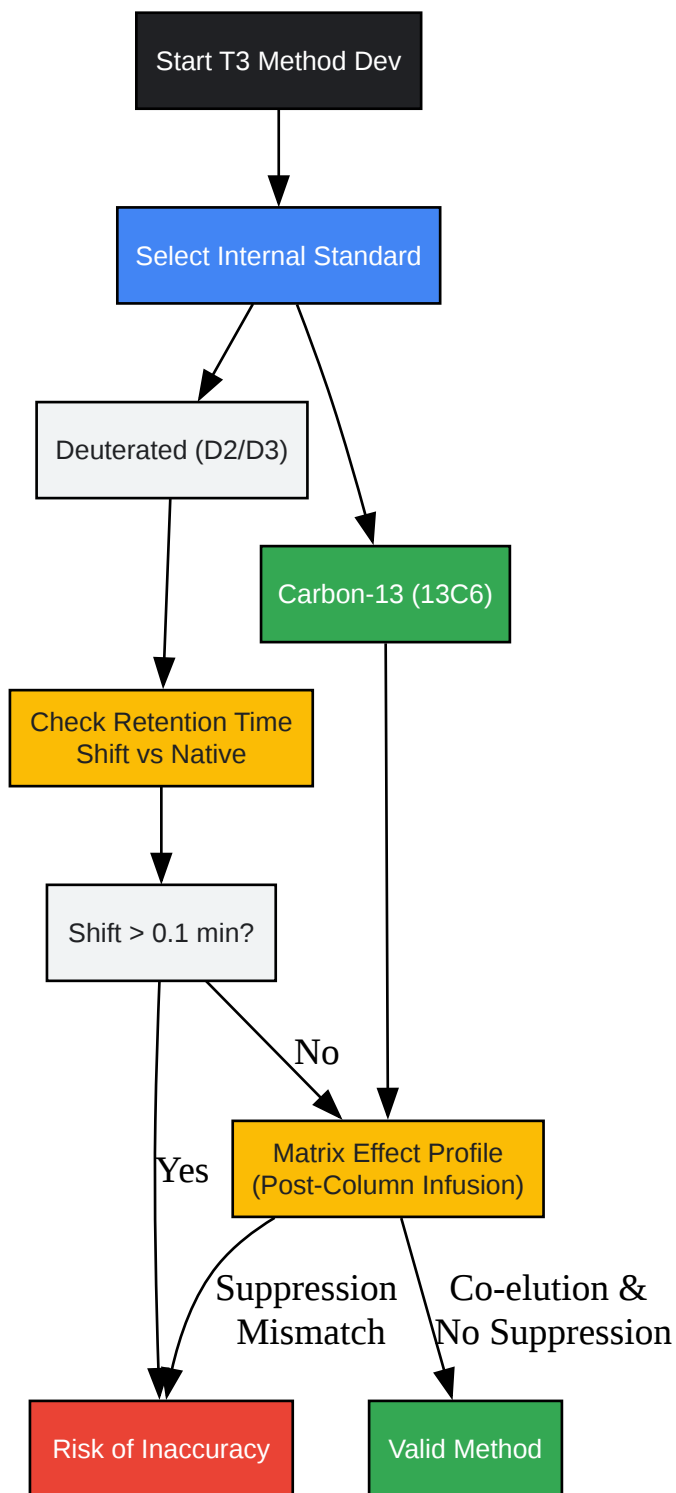 Start T3 Method Dev
Select Internal Standard
Deuterated (D2/D3)
Carbon-13 (13C6)
Check Retention Time
Shift vs Native
Shift > 0.1 min?
No
Yes
Matrix Effect Profile
(Post-Column Infusion)
Suppression
Mismatch
Co-elution &
No Suppression
Risk of Inaccuracy
Valid Method